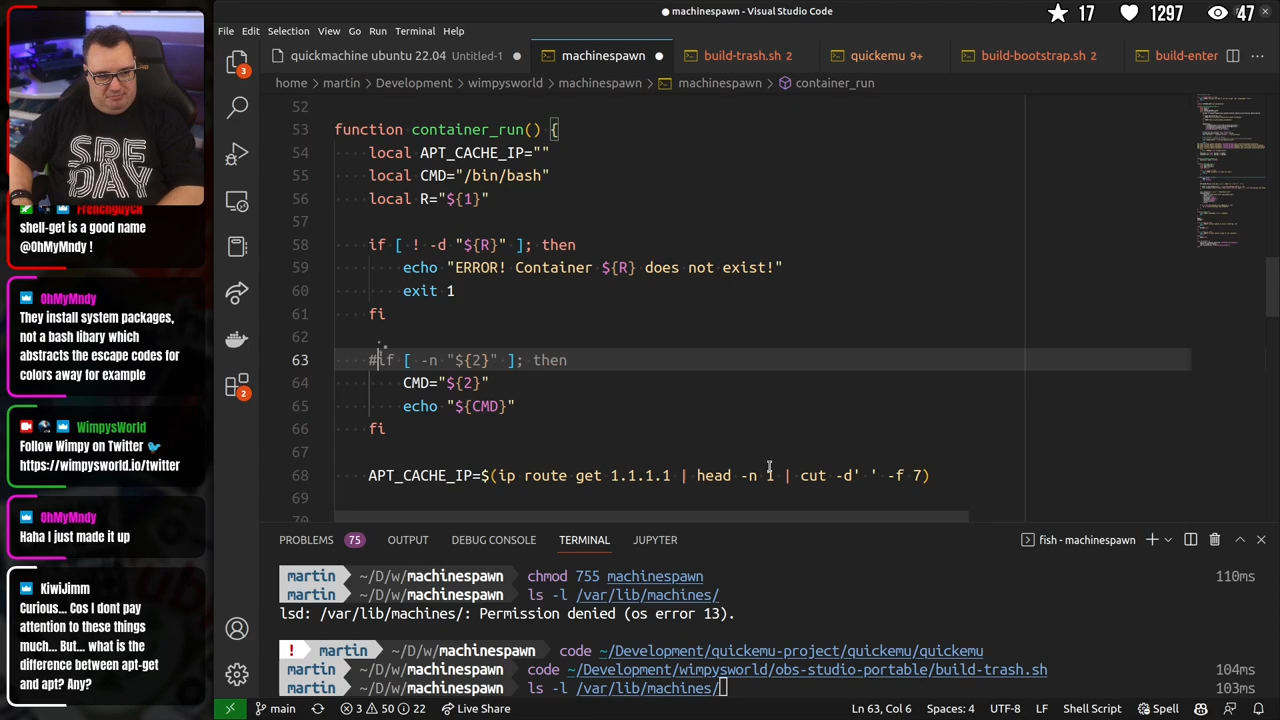 machinespawn - Visual Studio Code
17
1297
47
File Edit Selection View Go Run Terminal Help
quickmachine ubuntu 22.04 Untitled-1
machinespawn
build-trash.sh 2
quickemu 9+
build-bootstrap.sh 2
build-enter
home > martin > Development > wimpysworld > machinespawn > machinespawn > container_run
52
53 function container_run() {
54 local APT_CACHE_IP=""
55 local CMD="/bin/bash"
56 local R="${1}"
57
58 if [ ! -d "${R}" ]; then
59 echo "ERROR! Container ${R} does not exist!"
60 exit 1
61 fi
62
63 #if [ -n "${2}" ]; then
64 CMD="${2}"
65 echo "${CMD}"
66 fi
67
68 APT_CACHE_IP=$(ip route get 1.1.1.1 | head -n 1 | cut -d' ' -f 7)
69
70
PROBLEMS 75 OUTPUT DEBUG CONSOLE TERMINAL JUPYTER
fish - machinespawn
martin ~/D/w/machinespawn chmod 755 machinespawn 110ms
martin ~/D/w/machinespawn ls -l /var/lib/machines/
lsd: /var/lib/machines/: Permission denied (os error 13).
! martin ~/D/w/machinespawn code ~/Development/quickemu-project/quickemu/quickemu
martin ~/D/w/machinespawn code ~/Development/wimpysworld/obs-studio-portable/build-trash.sh 104ms
martin ~/D/w/machinespawn ls -l /var/lib/machines/ 103ms
main 3 50 22 Live Share
Ln 63, Col 6 Spaces: 4 UTF-8 LF Shell Script Spell
3
2
SPEE
DAY
FrenchguyCH
shell-get is a good name
@OhMyMndy !
OhMyMndy
They install system packages,
not a bash libary which
abstracts the escape codes for
colors away for example
WimpysWorld
Follow Wimpy on Twitter 🐦
https://wimpysworld.io/twitter
OhMyMndy
Haha I just made it up
KiwiJimm
Curious... Cos I dont pay
attention to these things
much... But... what is the
difference between apt-get
and apt? Any?